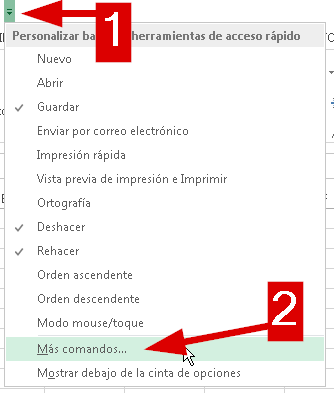 1
Personalizar ba herramientas de acceso rápido
Nuevo
Abrir
Guardar
Enviar por correo electrónico
Impresión rápida
Vista previa de impresión e Imprimir
Ortografía
Deshacer
Rehacer
Orden ascendente
Orden descendente
Modo mouse/toque
2
Más comandos...
Mostrar debajo de la cinta de opciones